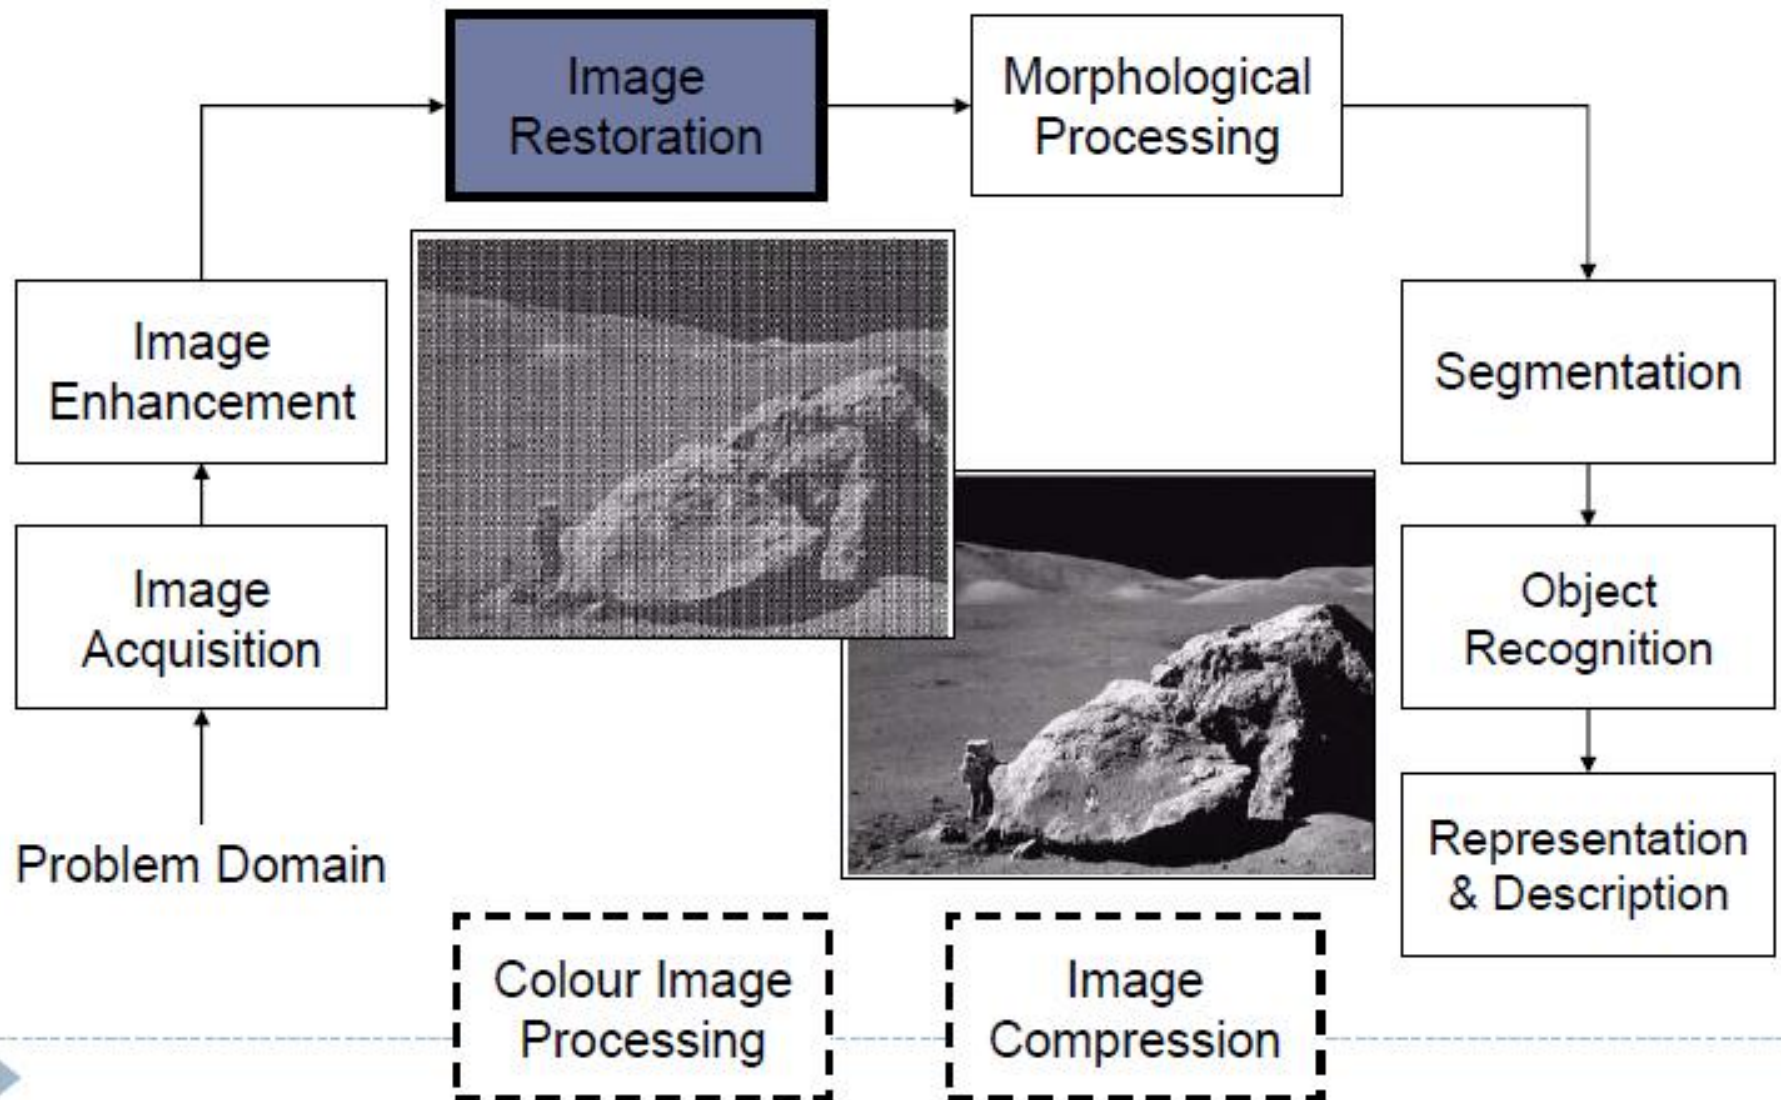 Image
Restoration
Morphological
Processing
Image
Enhancement
Segmentation
Image
Acquisition
Object
Recognition
Problem Domain
Representation
& Description
Colour Image
Processing
Image
Compression